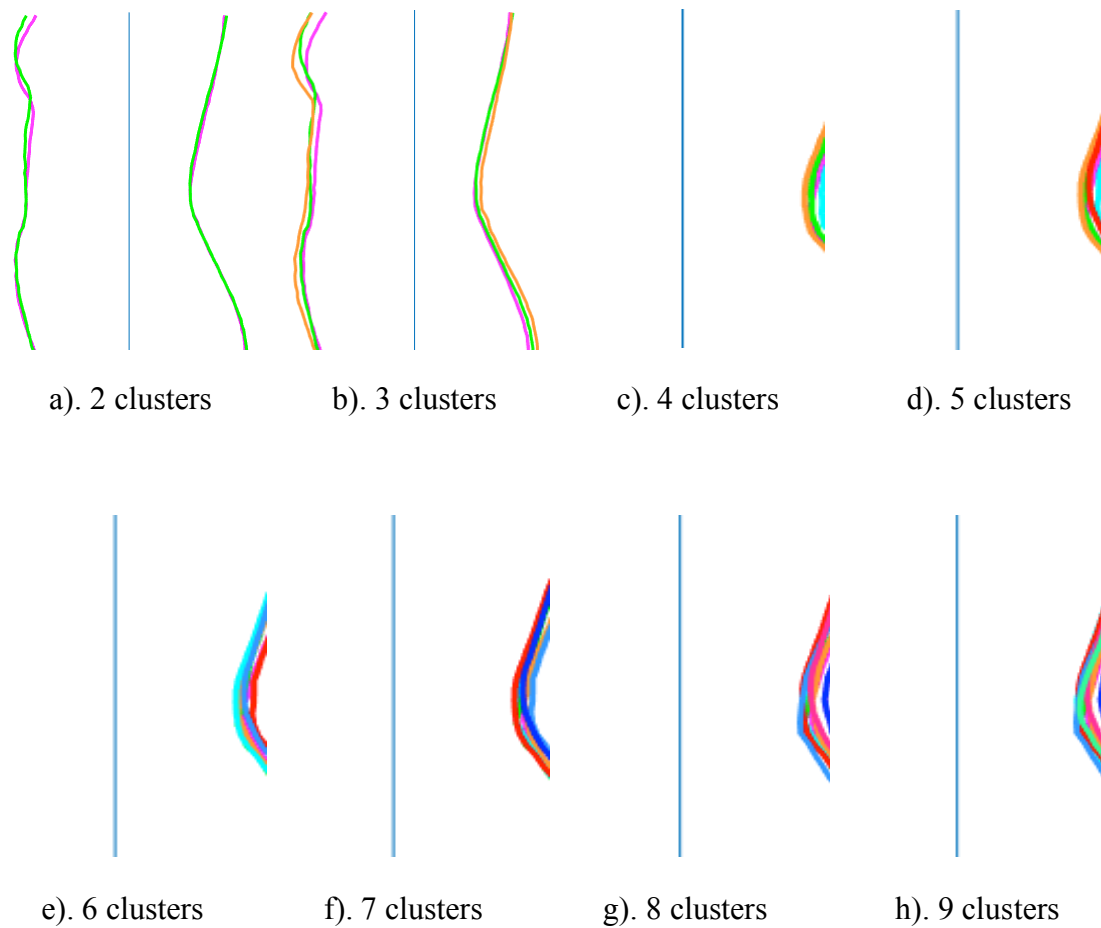 a). 2 clusters
b). 3 clusters
c). 4 clusters
d). 5 clusters
e). 6 clusters
f). 7 clusters
g). 8 clusters
h). 9 clusters